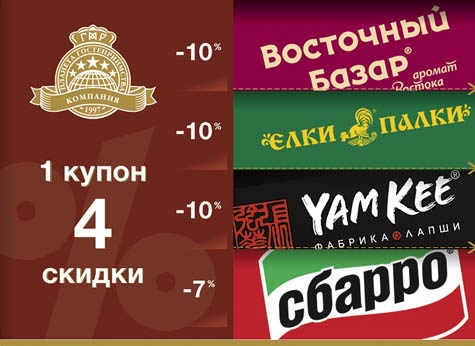 ГМР
ПЛАНЕТА ГОСТЕПРИИМСТВА
КОМПАНИЯ
1997
1 купон
4
скидки
-10%
-10%
-10%
-7%
ВОСТОЧНЫЙ
БАЗАР®
аромат
Востока
ЁЛКИ ПАЛКИ®
YAM KEE®
ФАБРИКА ЛАПШИ
сбарро®